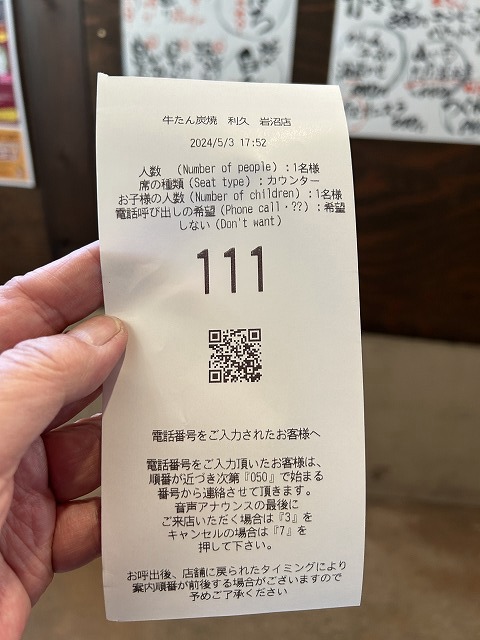 牛たん炭焼 利久 岩沼店
2024/5/3 17:52
人数 (Number of people):1名様
席の種類(Seat type):カウンター
お子様の人数(Number of children):1名様
電話呼び出しの希望(Phone call・??):希望
しない(Don't want)
111
電話番号をご入力されたお客様へ
電話番号をご入力頂いたお客様は、
順番が近づき次第『050』で始まる
番号から連絡させて頂きます。
音声アナウンスの最後に
ご来店いただく場合は『3』を
キャンセルの場合は『7』を
押して下さい。
お呼出後、店舗に戻られたタイミングにより
案内順番が前後する場合がございますので
予めご了承ください